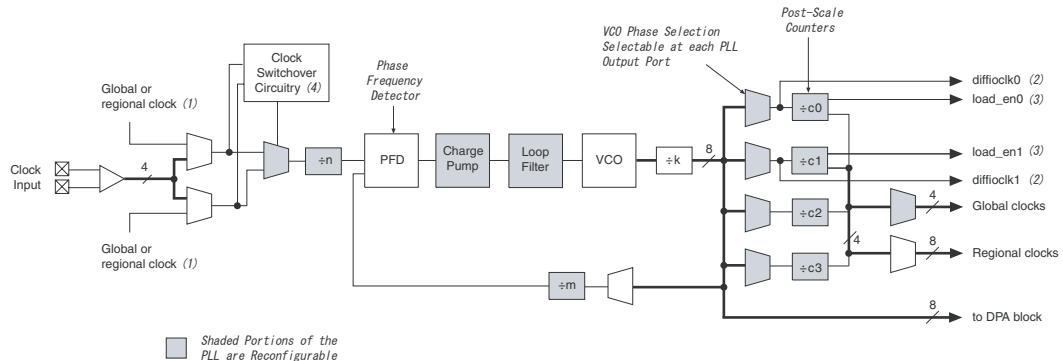 Post-Scale
Counters
VCO Phase Selection
Selectable at each PLL
Output Port
Clock
Switchover
Circuitry (4)
Phase
Frequency
Detector
Global or
regional clock (1)
Clock
Input
4
Global or
regional clock (1)
÷n
PFD
Charge
Pump
Loop
Filter
VCO
÷k
8
÷c0
÷c1
÷c2
÷c3
4
÷m
diffioclk0 (2)
load_en0 (3)
load_en1 (3)
diffioclk1 (2)
4
Global clocks
8
Regional clocks
8
to DPA block
Shaded Portions of the
PLL are Reconfigurable